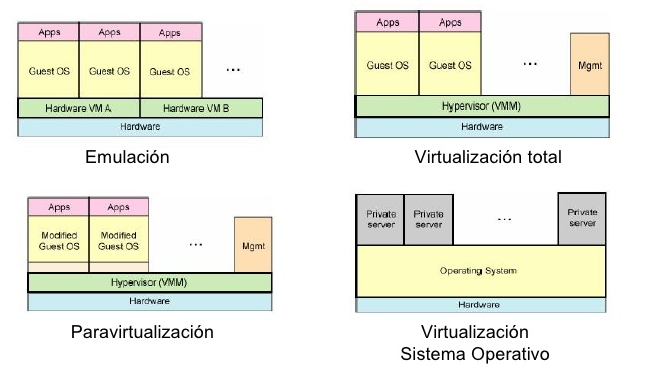 Apps Apps Apps
Guest OS Guest OS Guest OS ...
Hardware VM A Hardware VM B
Hardware
Emulación
Apps Apps
Guest OS Guest OS ... Mgmt
Hypervisor (VMM)
Hardware
Virtualización total
Apps Apps
Modified Modified
Guest OS Guest OS ... Mgmt
Hypervisor (VMM)
Hardware
Paravirtualización
Private Private ... Private
server server server
Operating System
Hardware
Virtualización
Sistema Operativo